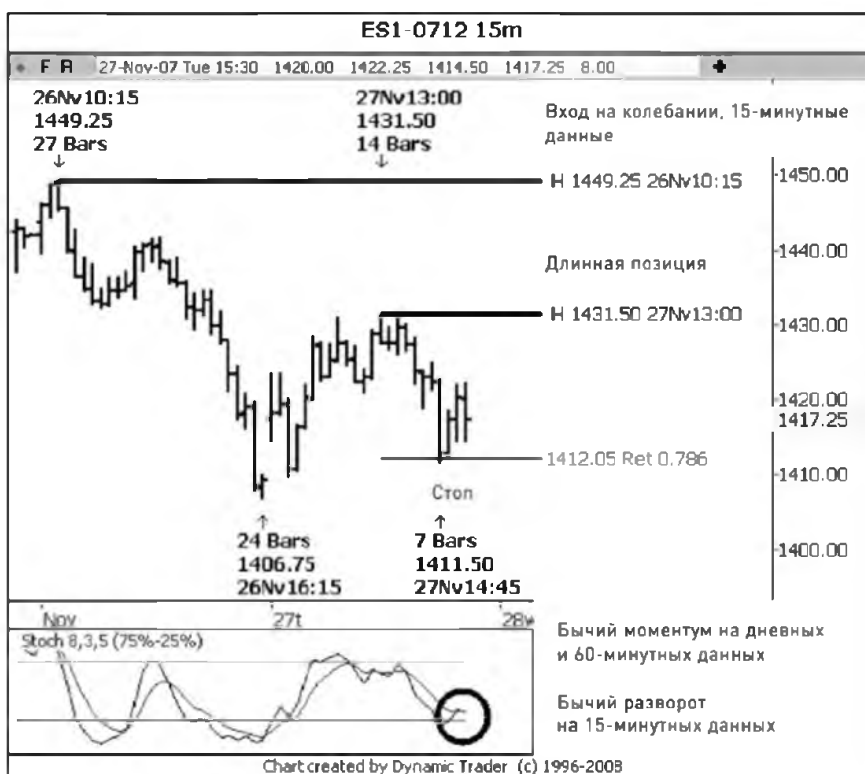 ES1-0712 15m
F R 27-Nov-07 Tue 15:30 1420.00 1422.25 1414.50 1417.25 8.00
26Nv10:15
1449.25
27 Bars
27Nv13:00
1431.50
14 Bars
Вход на колебании, 15-минутные
данные
H 1449.25 26Nv10:15
Длинная позиция
H 1431.50 27Nv13:00
1412.05 Ret 0.786
Стоп
1450.00
1440.00
1430.00
1420.00
1417.25
1410.00
1400.00
24 Bars
1406.75
26Nv16:15
7 Bars
1411.50
27Nv14:45
Nov 27t
Stoch 8,3,5 (75%-25%)
Бычий моментум на дневных
и 60-минутных данных
Бычий разворот
на 15-минутных данных
Chart created by Dynamic Trader (c) 1996-2008